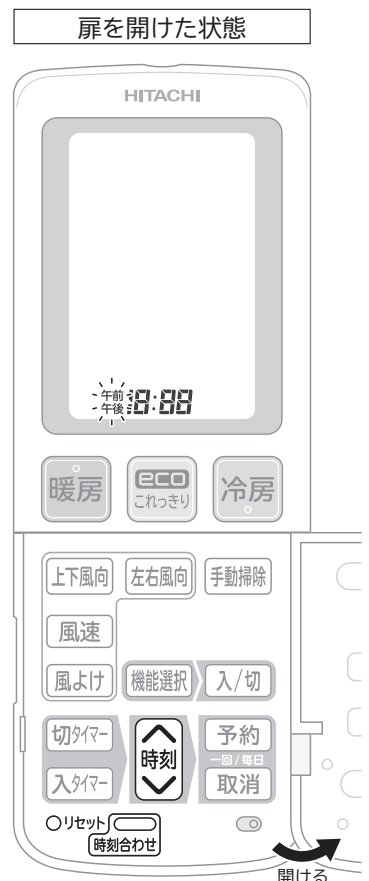 扉を開けた状態
HITACHI
午前
午後 18:88
暖房
eco
これっきり
冷房
上下風向 左右風向 手動掃除
風速
風よけ 機能選択 入/切
切タイマー 時刻 予約
一回/毎日
入タイマー 取消
リセット
時刻合わせ
開ける